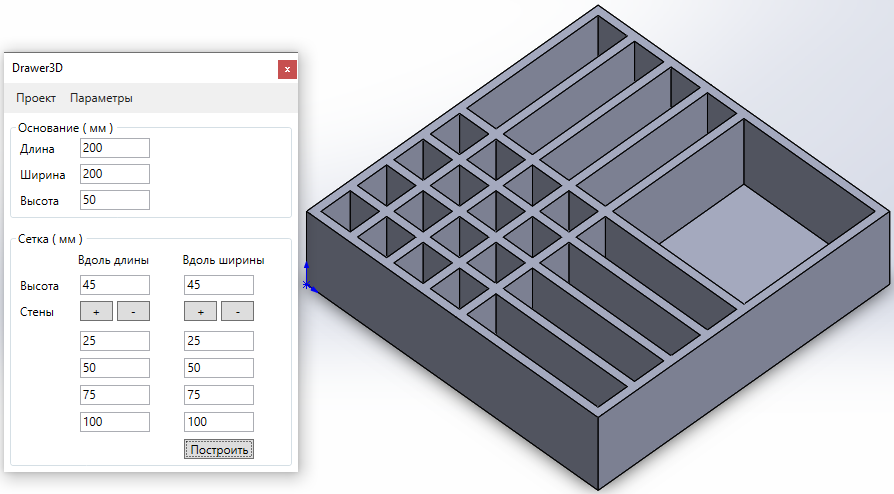 Drawer3D
x
Проект Параметры
Основание ( мм )
Длина 200
Ширина 200
Высота 50
Сетка ( мм )
Вдоль длины Вдоль ширины
Высота 45 45
Стены + - + -
25 25
50 50
75 75
100 100
Построить